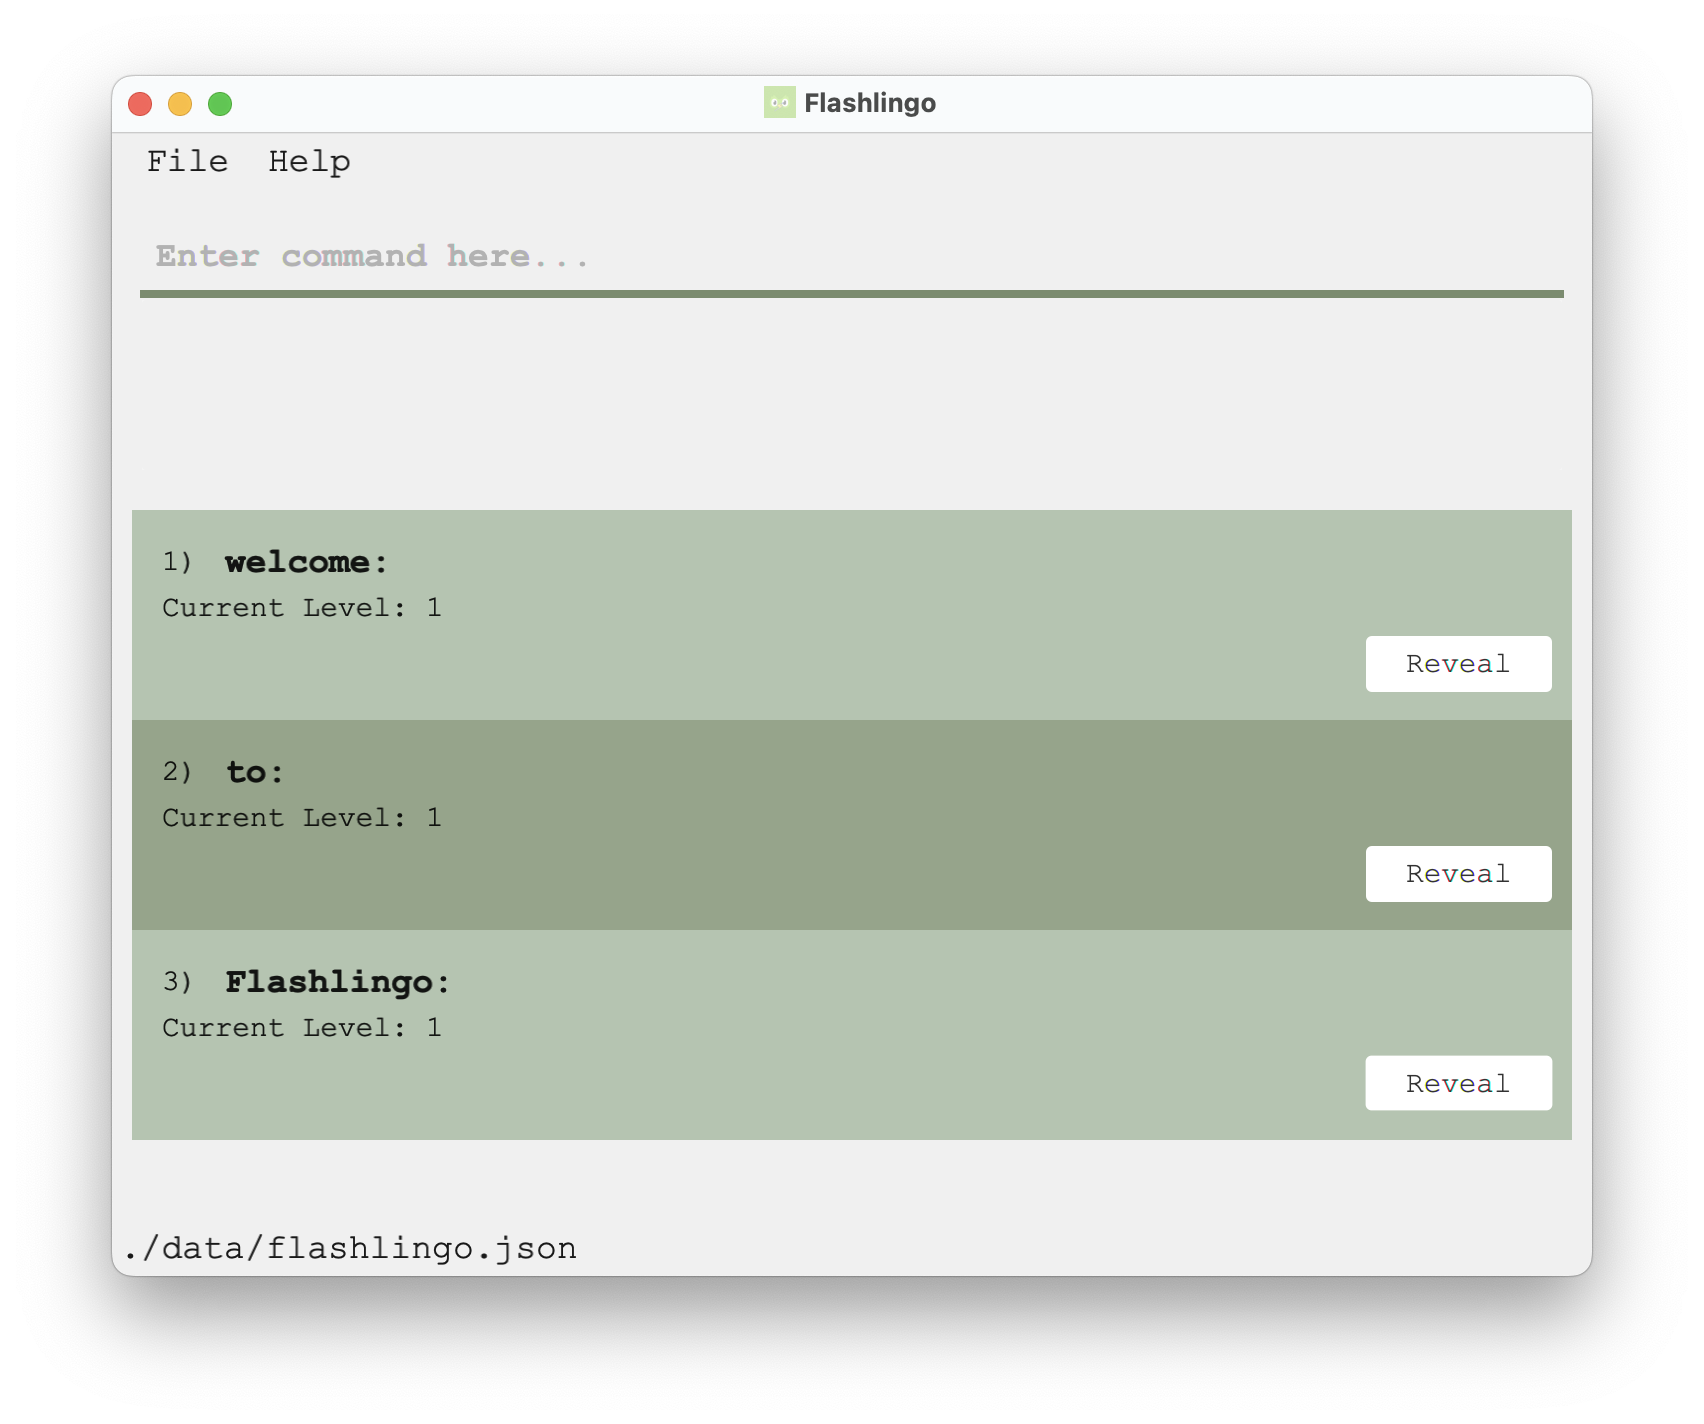 Flashlingo
File Help
Enter command here...
1) welcome:
Current Level: 1
Reveal
2) to:
Current Level: 1
Reveal
3) Flashlingo:
Current Level: 1
Reveal
./data/flashlingo.json